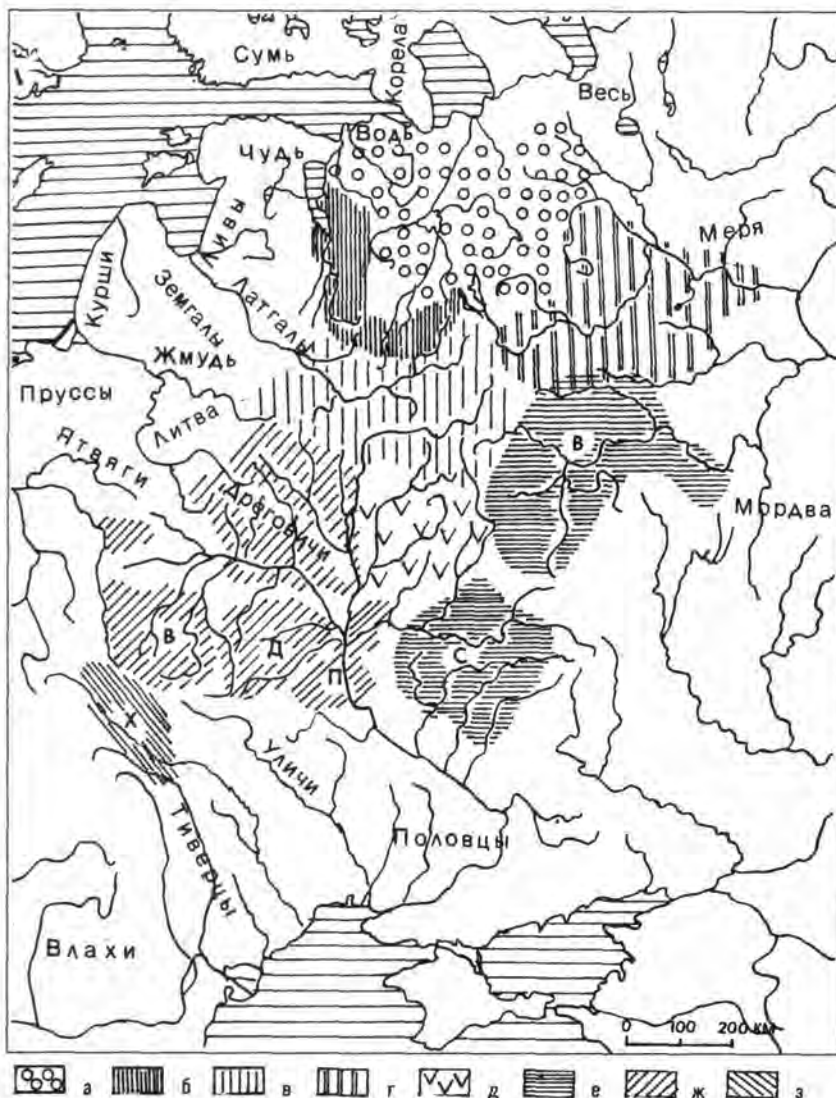 Сумь
Корела
Весь
Водь
Чудь
Ливы
Меря
Курши
Земгалы
Латгалы
Жмудь
Пруссы
Литва
В
Ятвяги
Дреговичи
Мордва
В
Д
С
П
Х
Уличи
Тиверцы
Половцы
Влахи
0 100 200 КМ
а б в г д е ж з